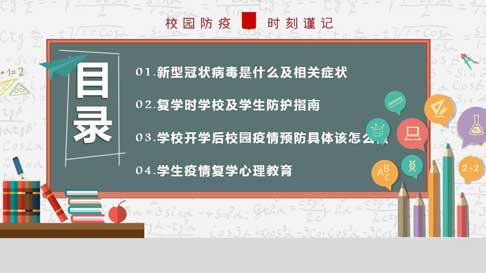 校园防疫 时刻谨记
目录
01.新型冠状病毒是什么及相关症状
02.复学时学校及学生防护指南
03.学校开学后校园疫情预防具体该怎么
04.学生疫情复学心理教育
A
B C
2÷2